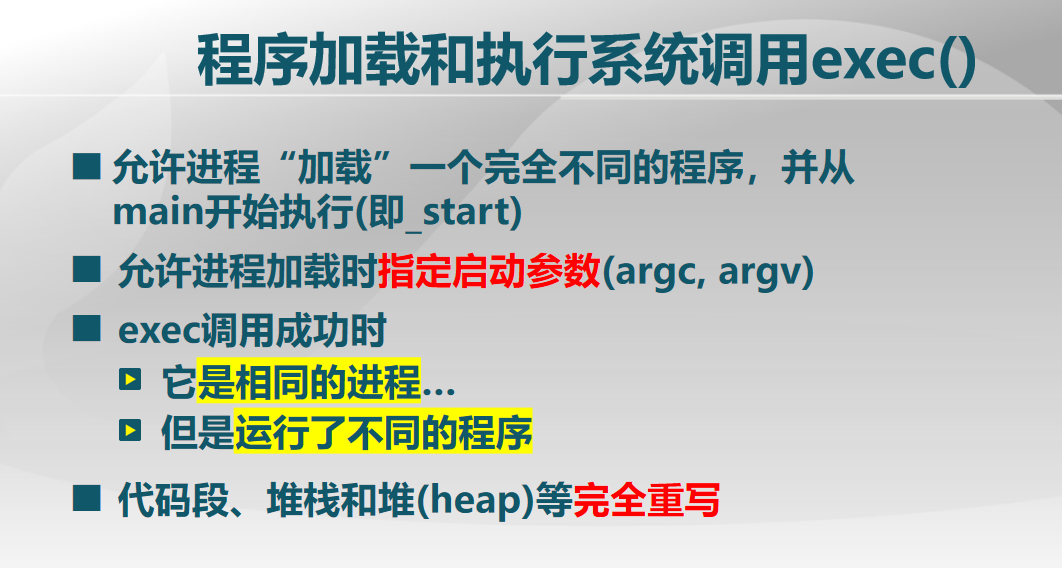 程序加载和执行系统调用exec()
允许进程“加载”一个完全不同的程序，并从
main开始执行(即_start)
允许进程加载时指定启动参数(argc, argv)
exec调用成功时
它是相同的进程…
但是运行了不同的程序
代码段、堆栈和堆(heap)等完全重写